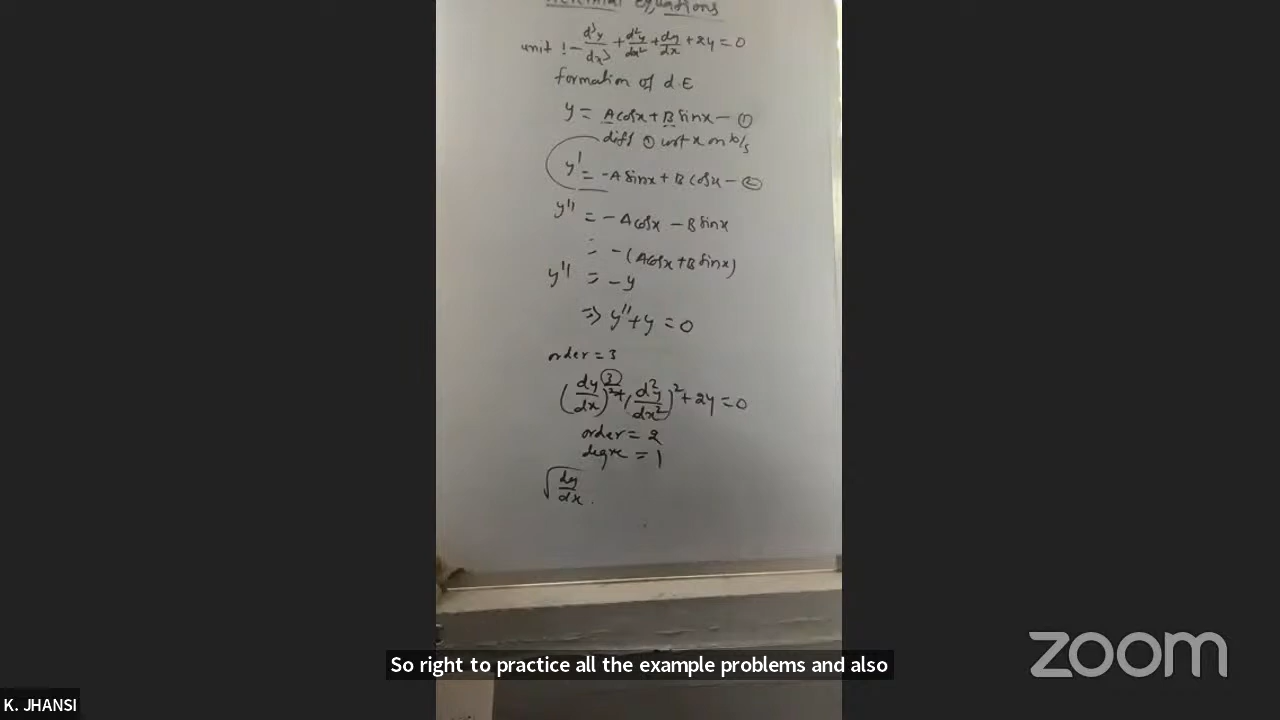 equations
unit :- d³y/dx³ + d²y/dx² + dy/dx + 2y = 0
formation of d.E
y = A cosx + B sinx - ①
diff ① w.r.t x on b/s
y' = -A sinx + B cosx - ②
y'' = -A cosx - B sinx
= -(A cosx + B sinx)
y'' = -y
⇒ y'' + y = 0
order = 3
(dy/dx) + (d²y/dx²)² + 2y = 0
order = 2
degree = 1
√dy/dx.
So right to practice all the example problems and also
zoom
K. JHANSI